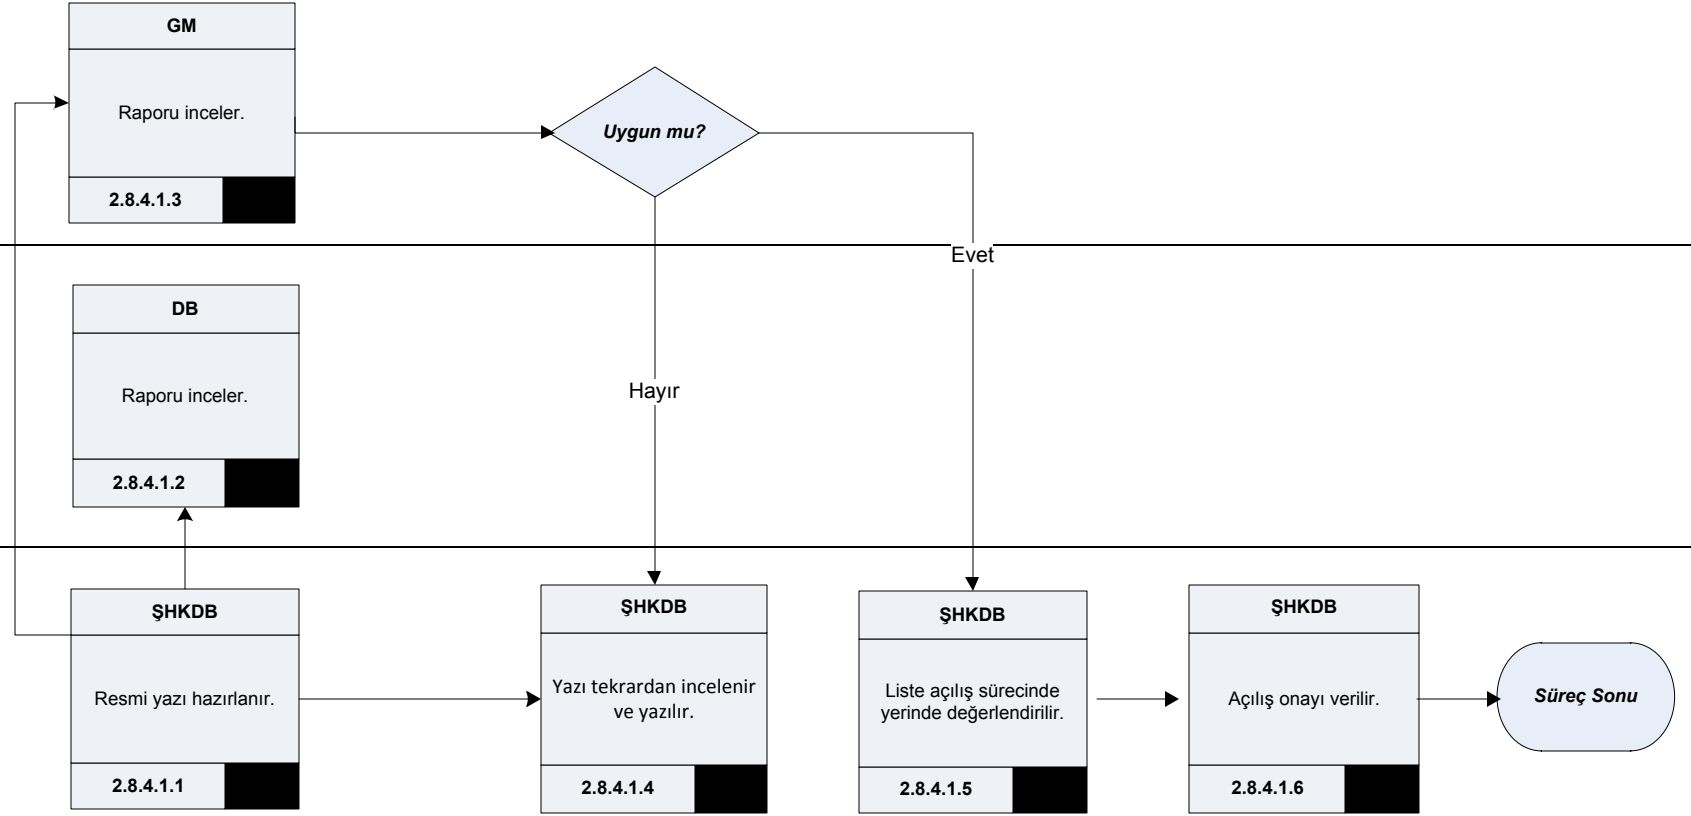 GM
Raporu inceler.
2.8.4.1.3
Uygun mu?
Evet
DB
Raporu inceler.
2.8.4.1.2
Hayır
ŞHKDB
Resmi yazı hazırlanır.
2.8.4.1.1
ŞHKDB
Yazı tekrardan incelenir
ve yazılır.
2.8.4.1.4
ŞHKDB
Liste açılış sürecinde
yerinde değerlendirilir.
2.8.4.1.5
ŞHKDB
Açılış onayı verilir.
2.8.4.1.6
Süreç Sonu